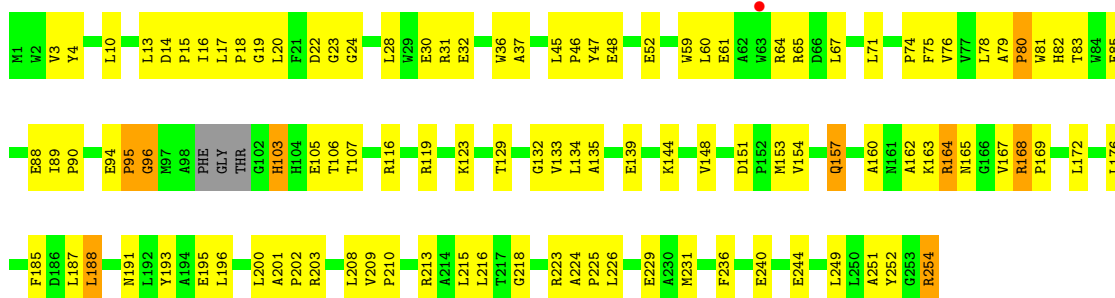 M1 W2 V3 Y4 L10 L13 D14 P15 I16 L17 P18 G19 L20 F21 D22 G23 G24 L28 W29 E30 R31 E32 W36 A37 L45 P46 Y47 E48 E52 W59 L60 E61 A62 W63 R64 R65 D66 L67 L71 P74 F75 V76 V77 L78 A79 P80 W81 H82 T83 W84
E88 I89 P90 E94 P95 G96 M97 A98 PHE GLY THR G102 H103 H104 E105 T106 T107 R116 R119 K123 T129 G132 V133 L134 A135 E139 K144 V148 D151 P152 M153 V154 Q157 A160 N161 A162 K163 R164 N165 G166 V167 R168 P169 L172 L176
F185 D186 L187 L188 N191 L192 Y193 A194 E195 L196 L200 A201 P202 R203 L208 V209 P210 R213 A214 L215 L216 T217 G218 R223 A224 P225 L226 E229 A230 M231 F236 E240 E244 L249 L250 A251 Y252 G253 R254